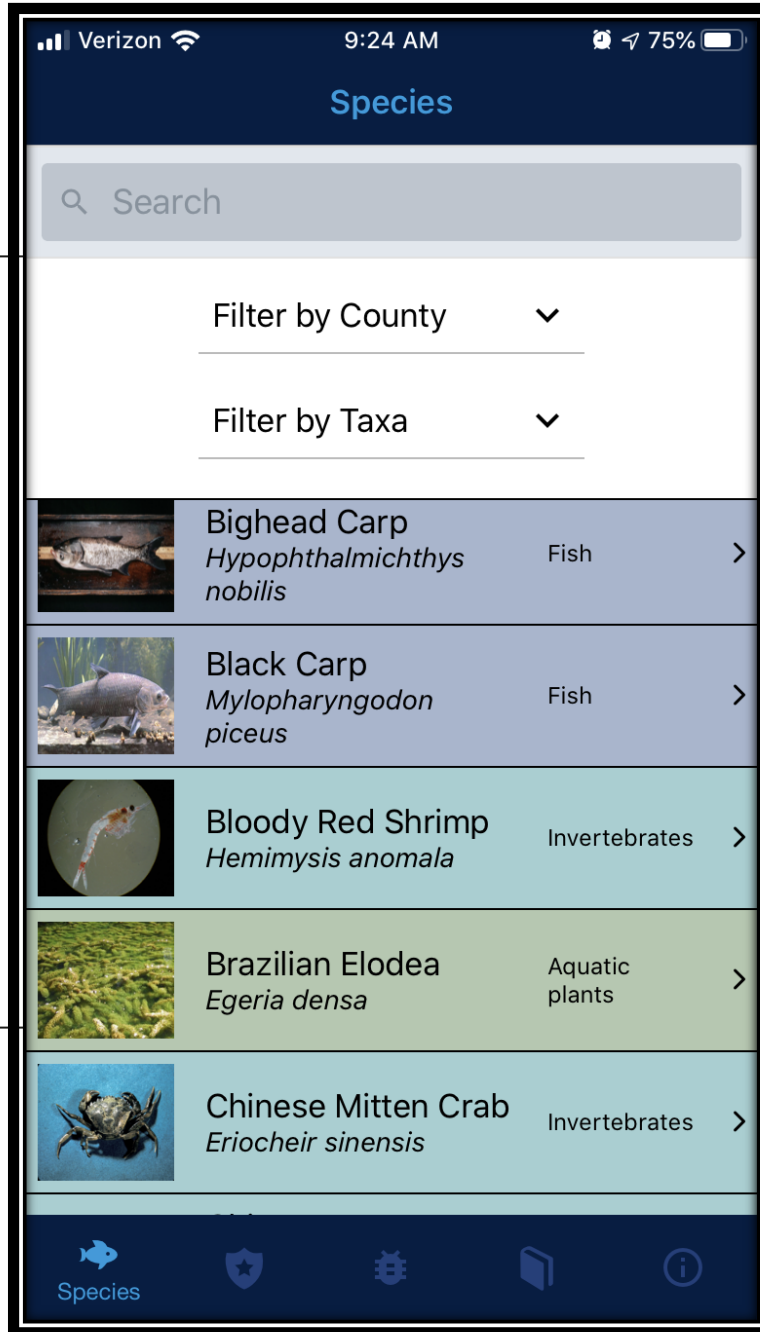 Verizon 9:24 AM 75%
Species
Search
Filter by County
Filter by Taxa
Bighead Carp
Hypophthalmichthys
nobilis
Fish
Black Carp
Mylopharyngodon
piceus
Fish
Bloody Red Shrimp
Hemimysis anomala
Invertebrates
Brazilian Elodea
Egeria densa
Aquatic
plants
Chinese Mitten Crab
Eriocheir sinensis
Invertebrates
Species